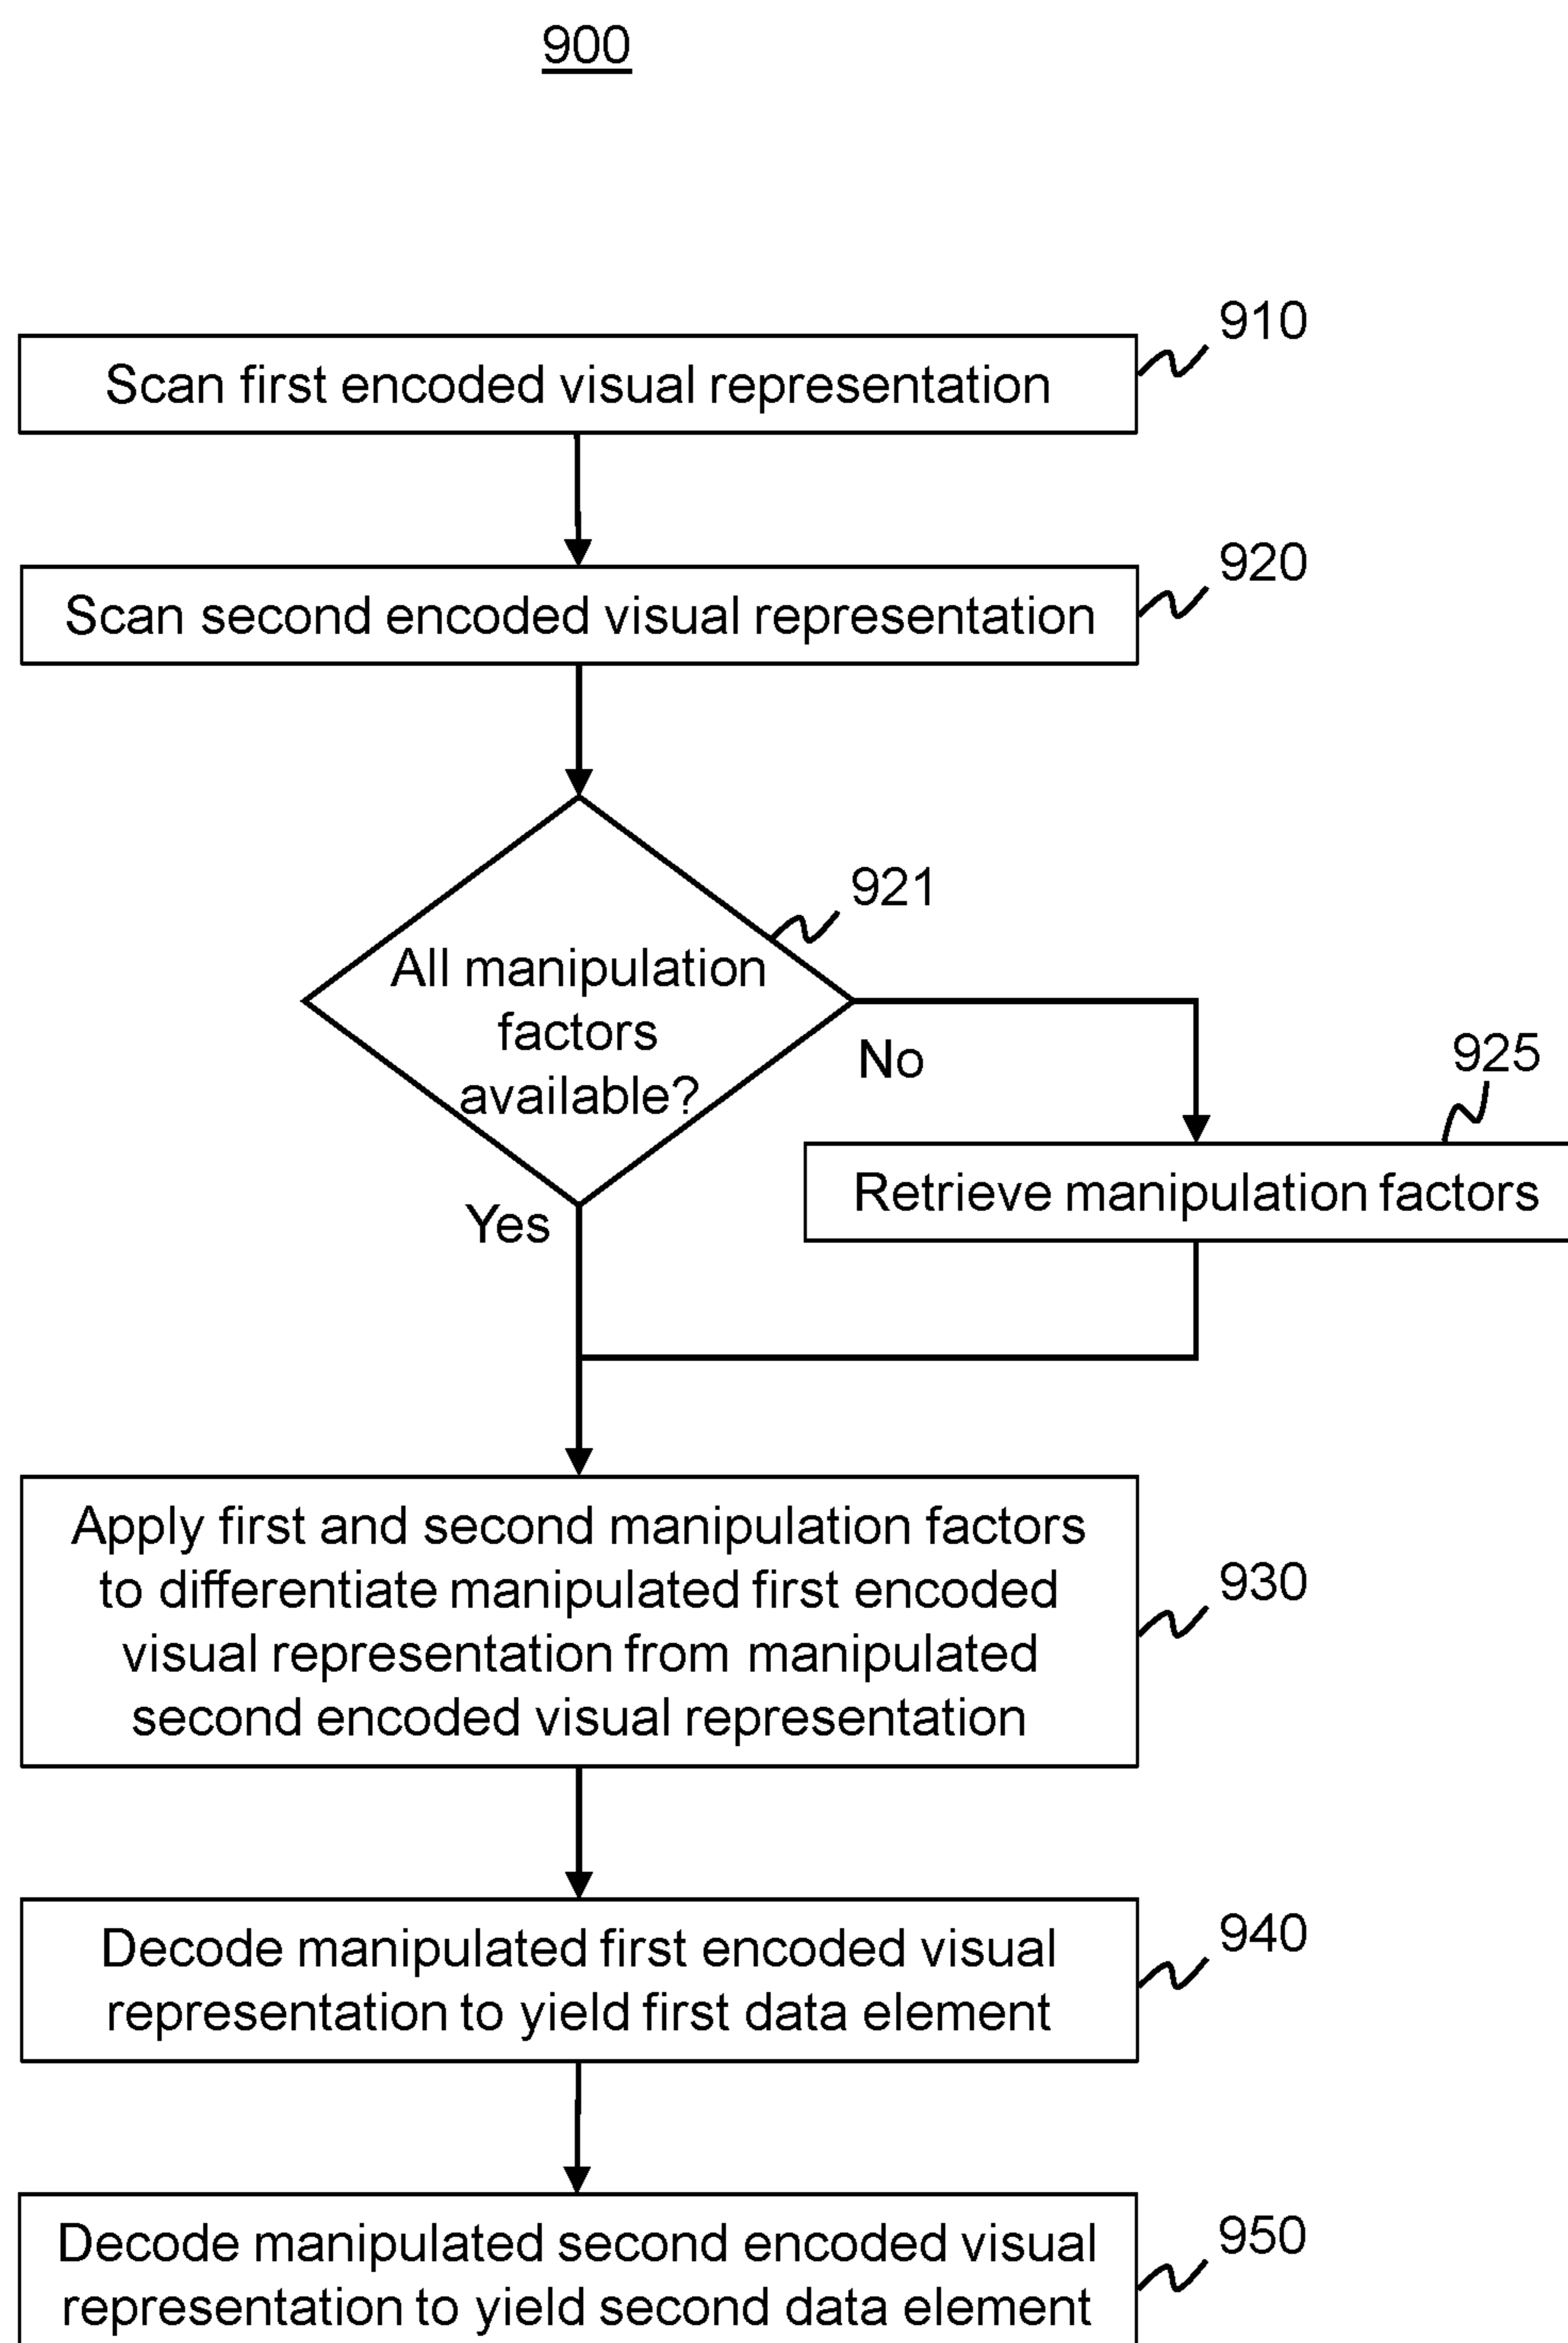 900
910
Scan first encoded visual representation
920
Scan second encoded visual representation
921
All manipulation
factors
available?
No
925
Retrieve manipulation factors
Yes
Apply first and second manipulation factors
to differentiate manipulated first encoded
visual representation from manipulated
second encoded visual representation
930
Decode manipulated first encoded visual
representation to yield first data element
940
Decode manipulated second encoded visual
representation to yield second data element
950